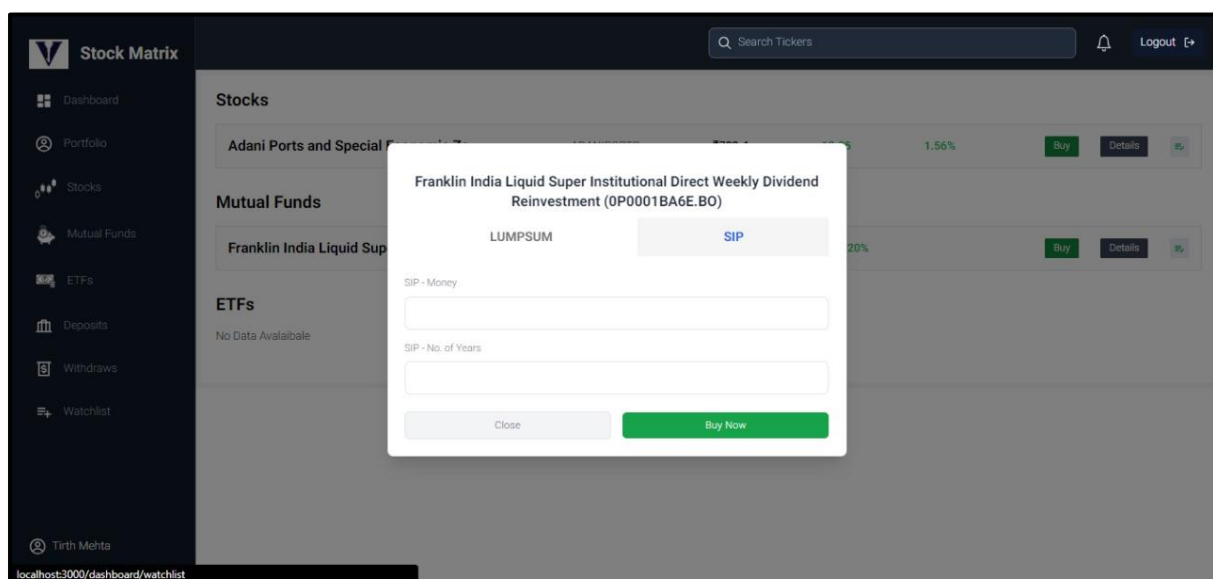 Stock Matrix
Search Tickers
Logout
Dashboard
Portfolio
Stocks
Mutual Funds
ETFs
Deposits
Withdraws
Watchlist
Tirth Mehta
localhost:3000/dashboard/watchlist
Stocks
Adani Ports and Special
1.56%
Buy
Details
Mutual Funds
Franklin India Liquid Sup
20%
Buy
Details
ETFs
No Data Avalaibale
Franklin India Liquid Super Institutional Direct Weekly Dividend
Reinvestment (0P0001BA6E.BO)
LUMPSUM SIP
SIP - Money
SIP - No. of Years
Close Buy Now